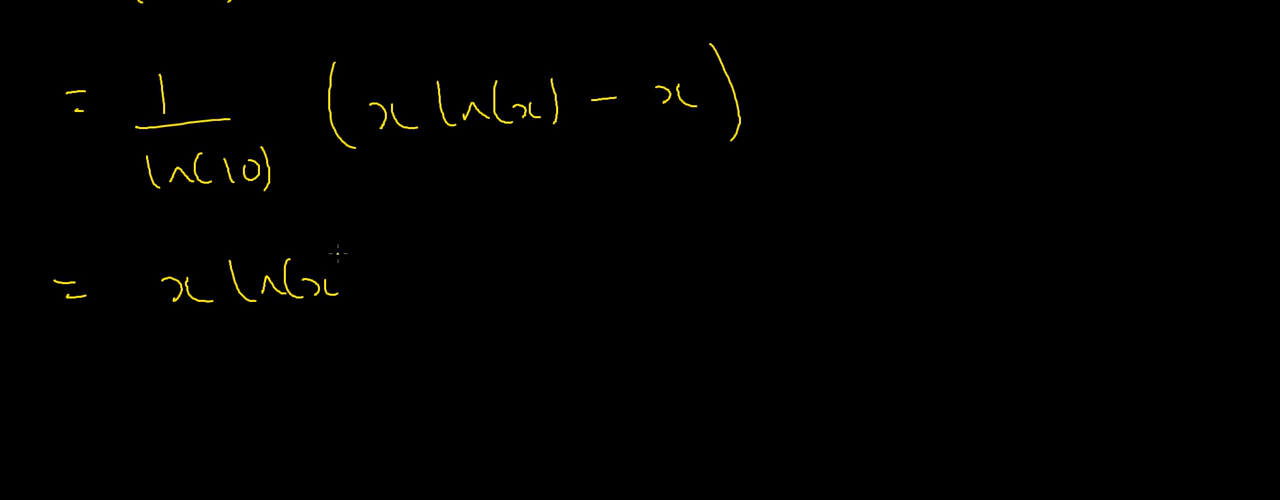 = 1/ln(10) (x ln(x) - x)
= x ln(x